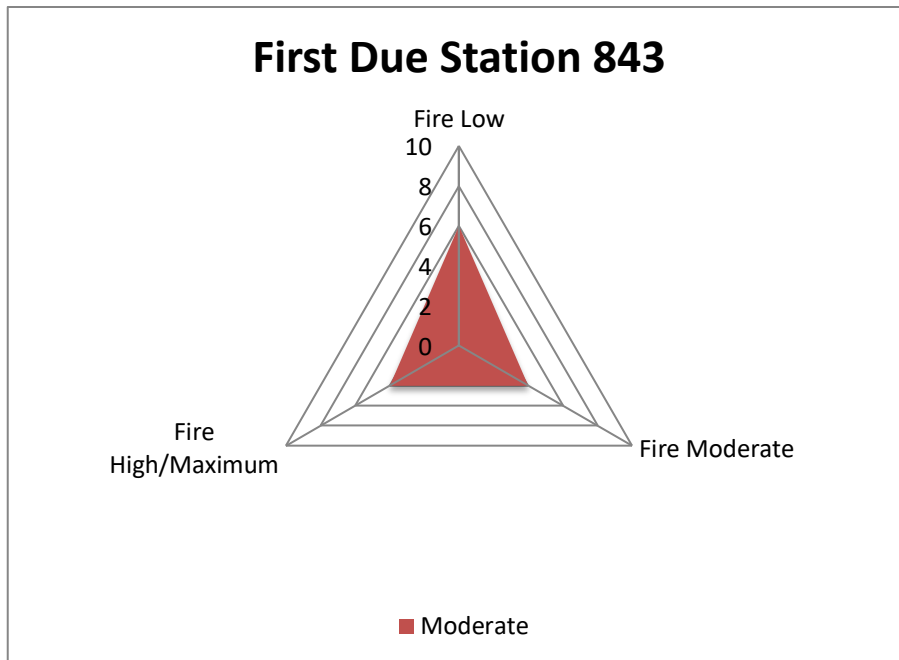 First Due Station 843
Fire Low
10
8
6
4
2
0
Fire
High/Maximum
Fire Moderate
Moderate